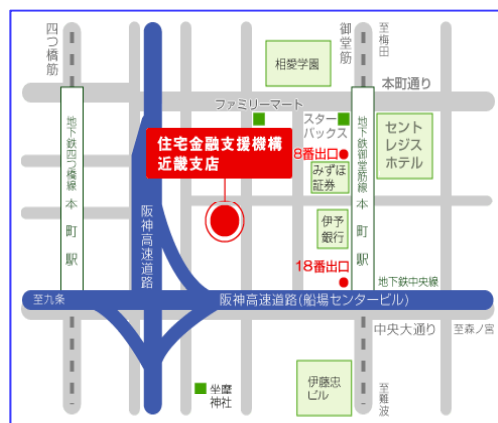 四つ橋筋
御堂筋
至梅田
相愛学園
本町通り
ファミリーマート
スター
バックス
セント
レジス
ホテル
住宅金融支援機構
近畿支店
8番出口
みずほ
証券
地下鉄四つ橋線
本町駅
地下鉄御堂筋線
本町駅
阪神高速道路
伊予
銀行
18番出口
地下鉄中央線
至九条
阪神高速道路(船場センタービル)
中央大通り
至森ノ宮
坐摩
神社
伊藤忠
ビル
至難波